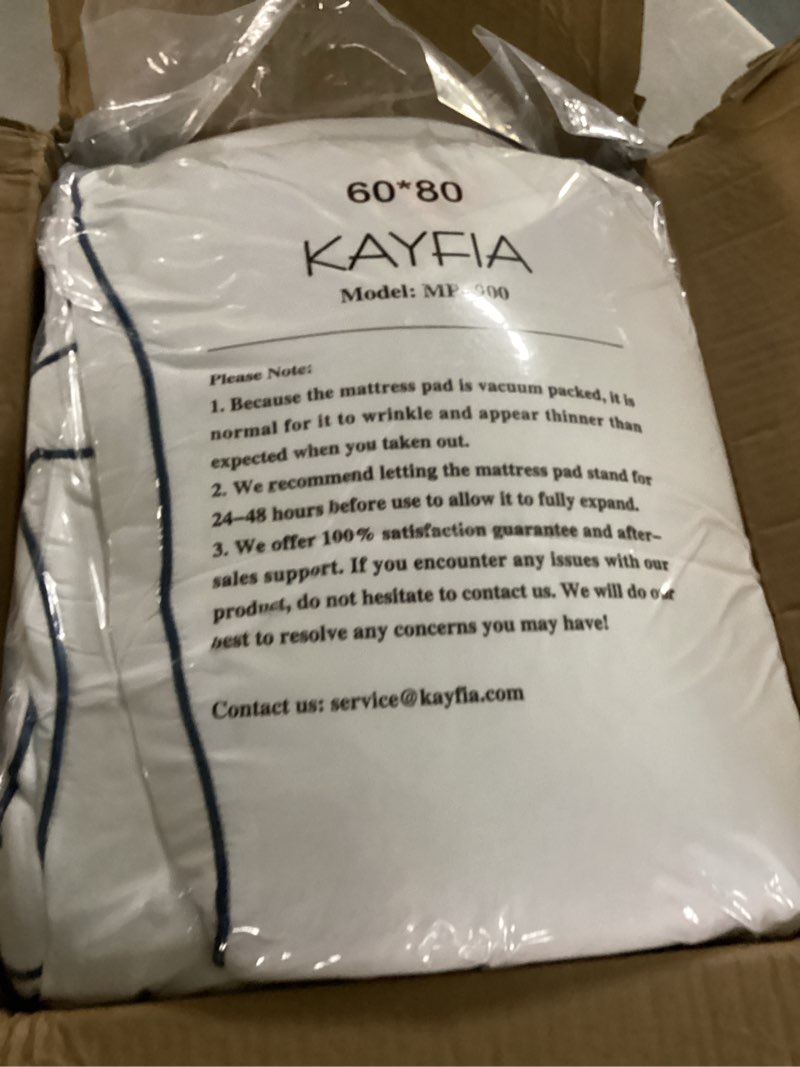 60*80
KAYFIA
Model: MP-900
Please Note:
1. Because the mattress pad is vacuum packed, it is
normal for it to wrinkle and appear thinner than
expected when you taken out.
2. We recommend letting the mattress pad stand for
24–48 hours before use to allow it to fully expand.
3. We offer 100% satisfaction guarantee and after–
sales support. If you encounter any issues with our
product, do not hesitate to contact us. We will do our
best to resolve any concerns you may have!
Contact us: service@kayfia.com